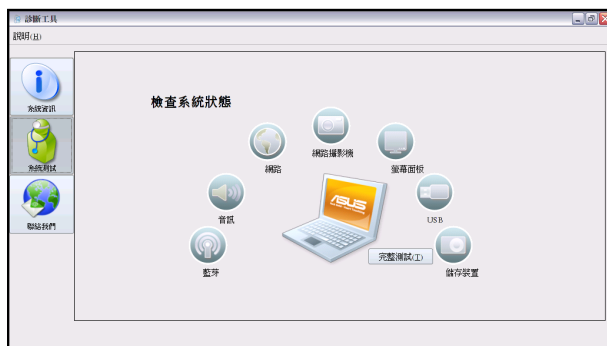 診斷工具
說明(H)
系統資訊
系統測試
聯絡我們
檢查系統狀態
網路攝影機
網路
螢幕面板
音訊
USB
藍芽
儲存裝置
ASUS
完整測試(T)